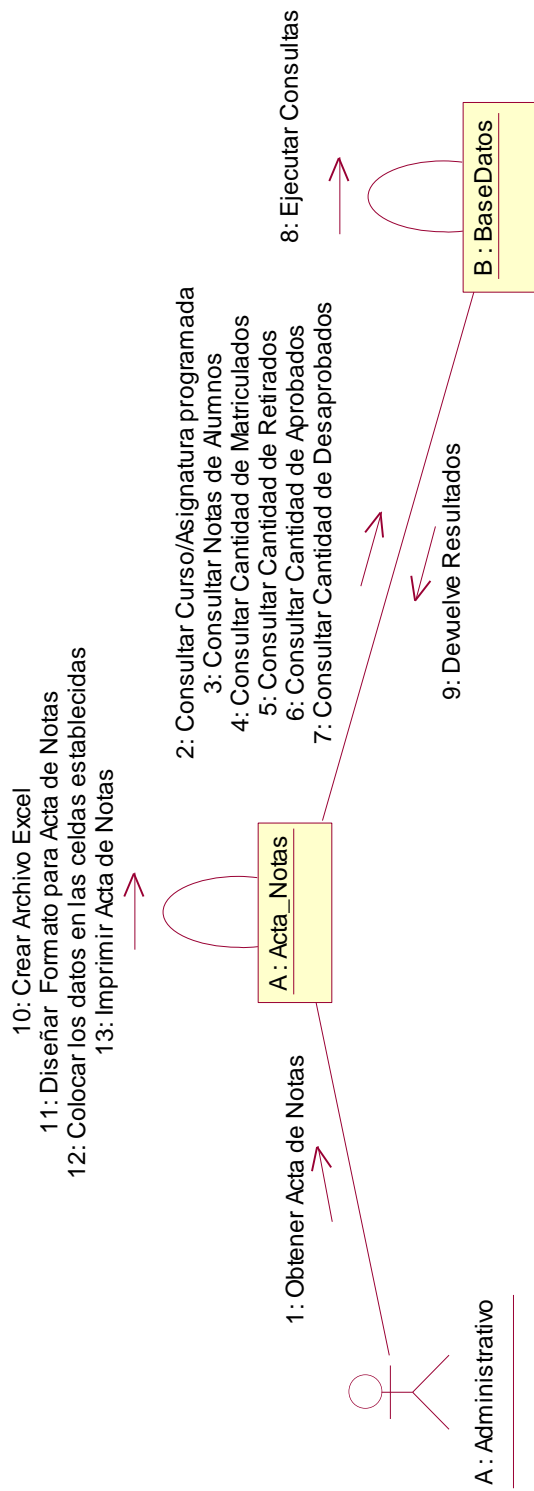 10: Crear Archivo Excel
11: Diseñar Formato para Acta de Notas
12: Colocar los datos en las celdas establecidas
13: Imprimir Acta de Notas
A : Acta_Notas
1: Obtener Acta de Notas
A : Administrativo
2: Consultar Curso/Asignatura programada
3: Consultar Notas de Alumnos
4: Consultar Cantidad de Matriculados
5: Consultar Cantidad de Retirados
6: Consultar Cantidad de Aprobados
7: Consultar Cantidad de Desaprobados
9: Devuelve Resultados
8: Ejecutar Consultas
B : BaseDatos